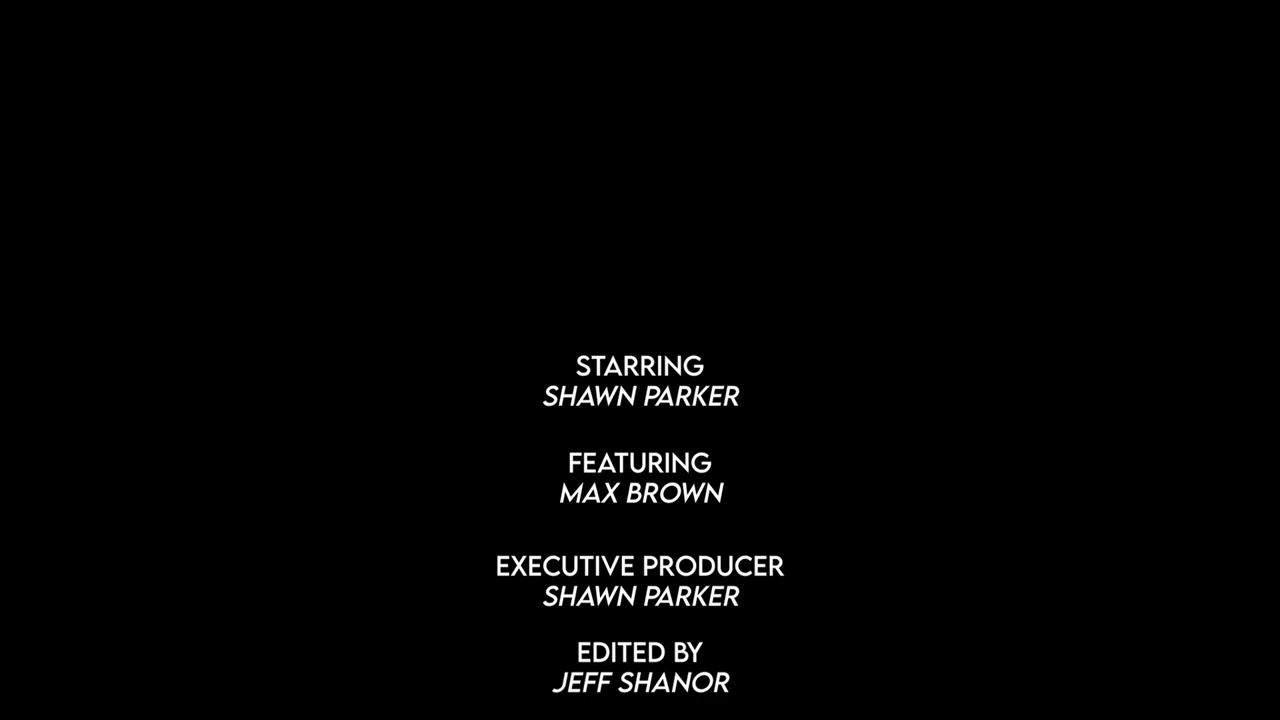 STARRING
SHAWN PARKER
FEATURING
MAX BROWN
EXECUTIVE PRODUCER
SHAWN PARKER
EDITED BY
JEFF SHANOR